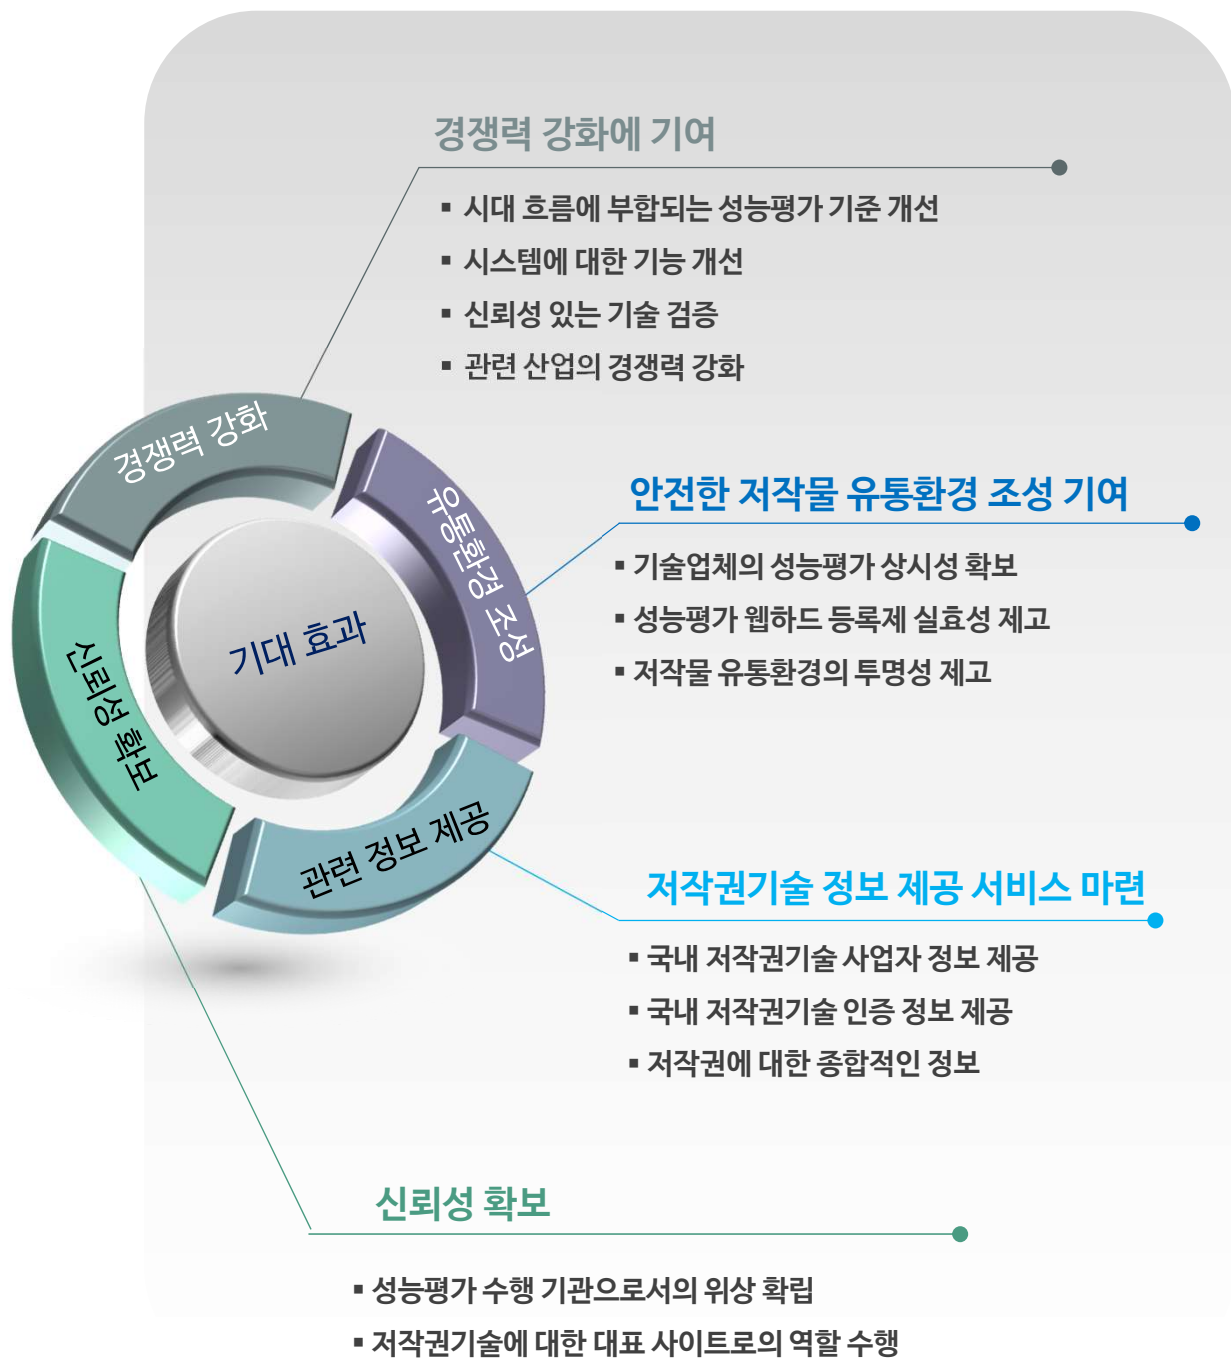 경쟁력 강화에 기여
▪ 시대 흐름에 부합되는 성능평가 기준 개선
▪ 시스템에 대한 기능 개선
▪ 신뢰성 있는 기술 검증
▪ 관련 산업의 경쟁력 강화
경쟁력 강화
유통환경 조성
기대 효과
신뢰성 확보
관련 정보 제공
안전한 저작물 유통환경 조성 기여
▪ 기술업체의 성능평가 상시성 확보
▪ 성능평가 웹하드 등록제 실효성 제고
▪ 저작물 유통환경의 투명성 제고
저작권기술 정보 제공 서비스 마련
▪ 국내 저작권기술 사업자 정보 제공
▪ 국내 저작권기술 인증 정보 제공
▪ 저작권에 대한 종합적인 정보
신뢰성 확보
▪ 성능평가 수행 기관으로서의 위상 확립
▪ 저작권기술에 대한 대표 사이트로의 역할 수행